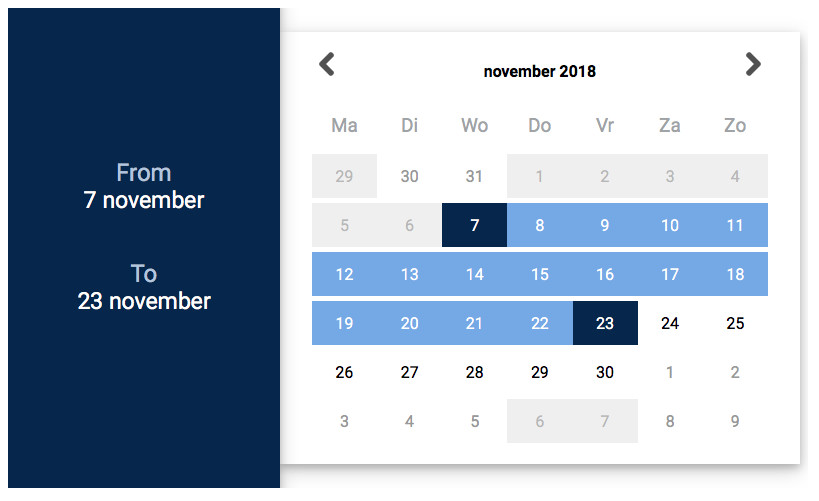 From
7 november
To
23 november
november 2018
Ma Di Wo Do Vr Za Zo
29 30 31 1 2 3 4
5 6 7 8 9 10 11
12 13 14 15 16 17 18
19 20 21 22 23 24 25
26 27 28 29 30 1 2
3 4 5 6 7 8 9